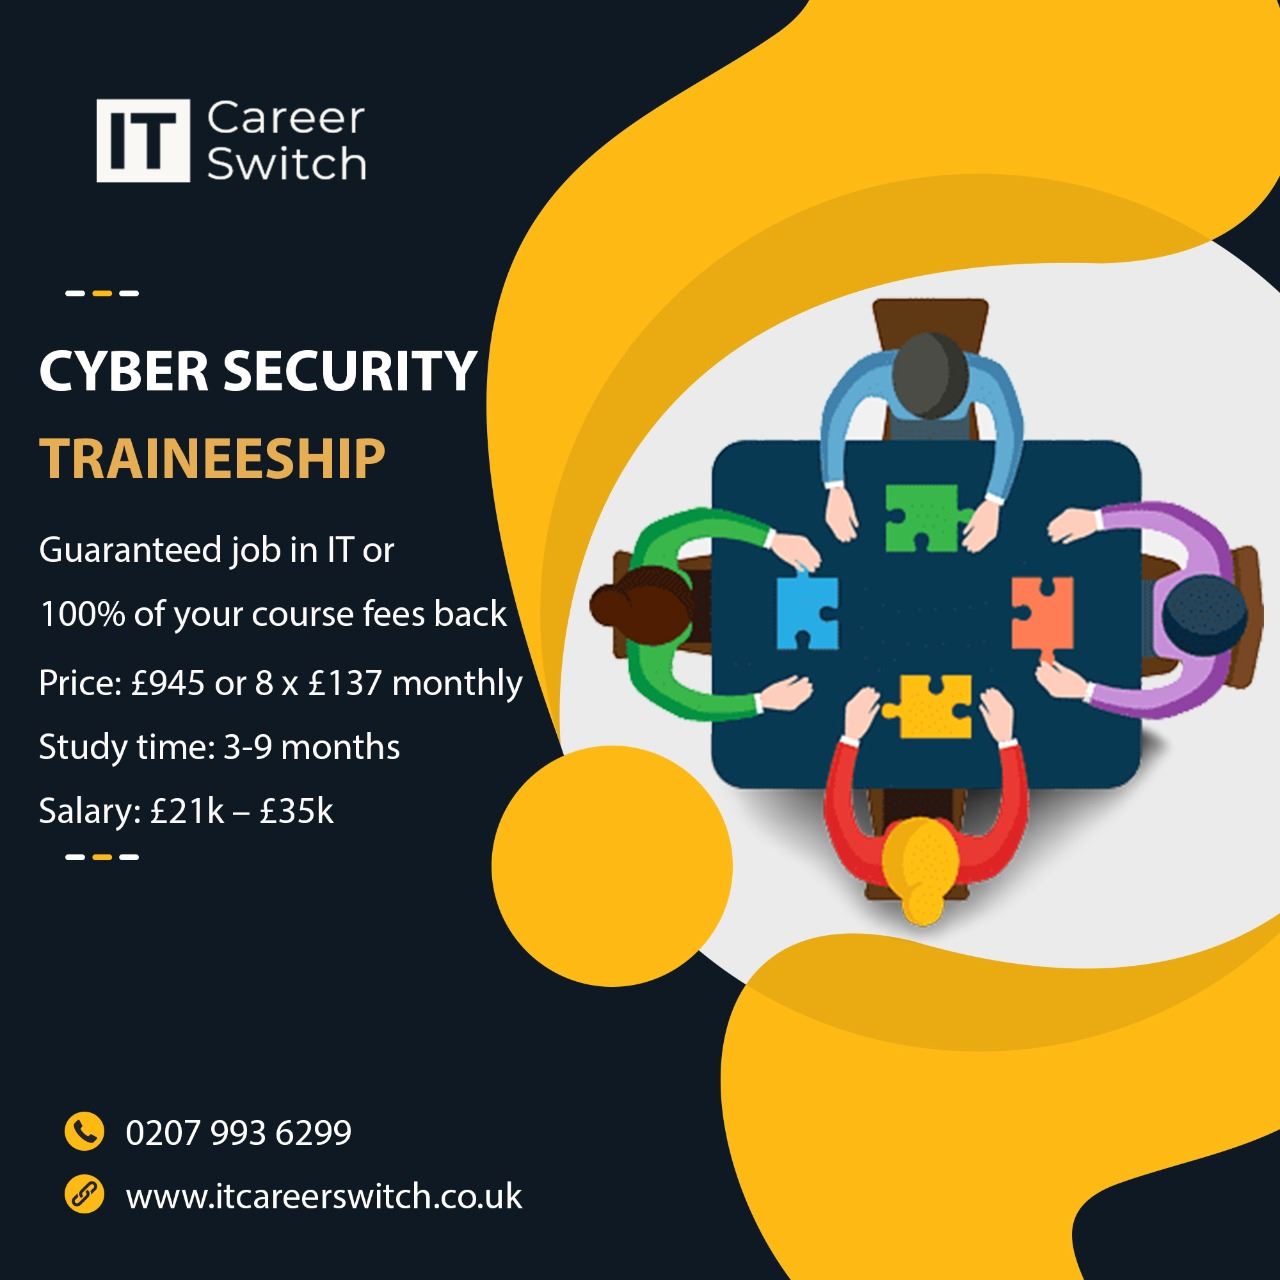 IT Career
Switch
CYBER SECURITY
TRAINEESHIP
Guaranteed job in IT or
100% of your course fees back
Price: £945 or 8 x £137 monthly
Study time: 3-9 months
Salary: £21k – £35k
0207 993 6299
www.itcareerswitch.co.uk